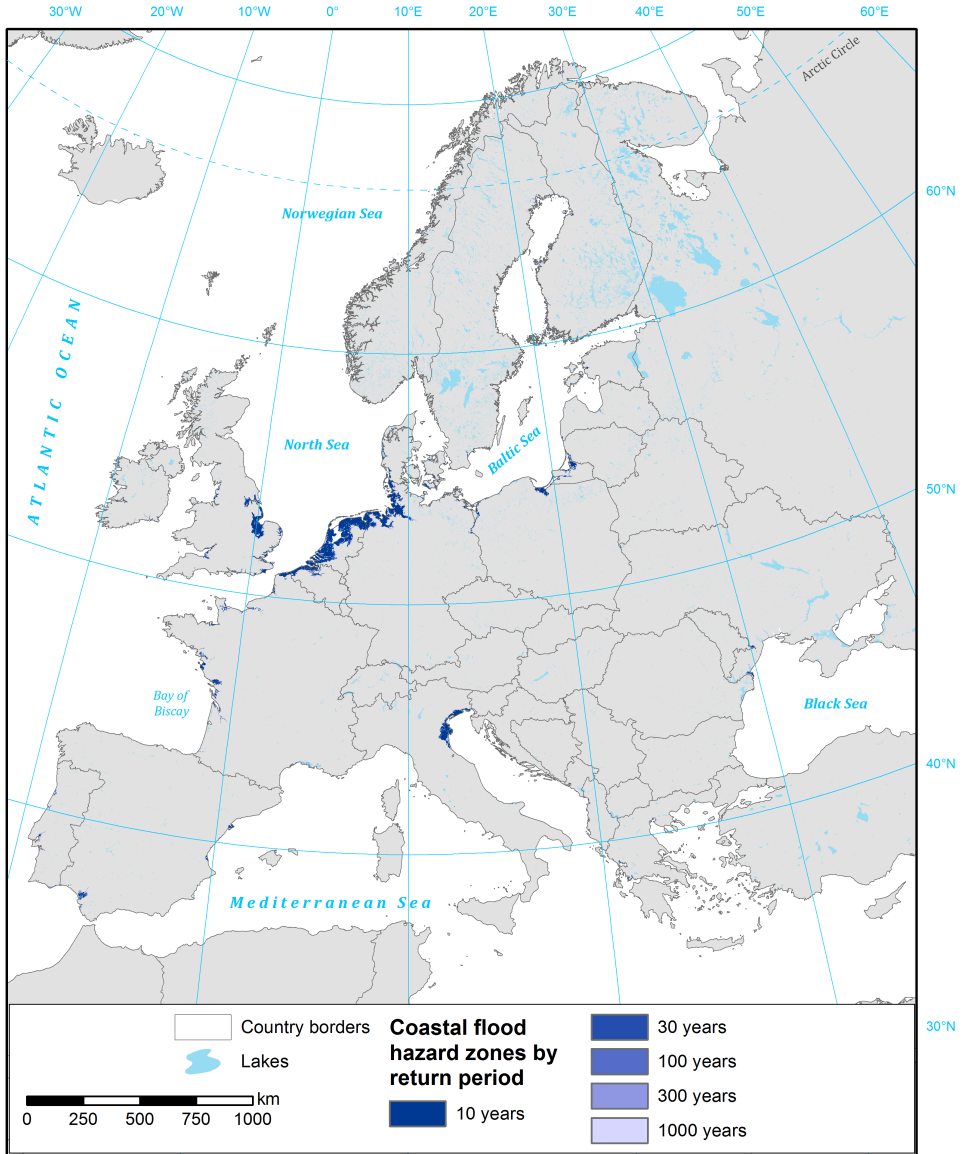 30°W 20°W 10°W 0° 10°E 20°E 30°E 40°E 50°E 60°E
Arctic Circle
60°N
Norwegian Sea
ATLANTIC OCEAN
North Sea
Baltic Sea
50°N
Bay of
Biscay
Black Sea
40°N
Mediterranean Sea
30°N
Country borders
Lakes
km
0 250 500 750 1000
Coastal flood
hazard zones by
return period
10 years
30 years
100 years
300 years
1000 years